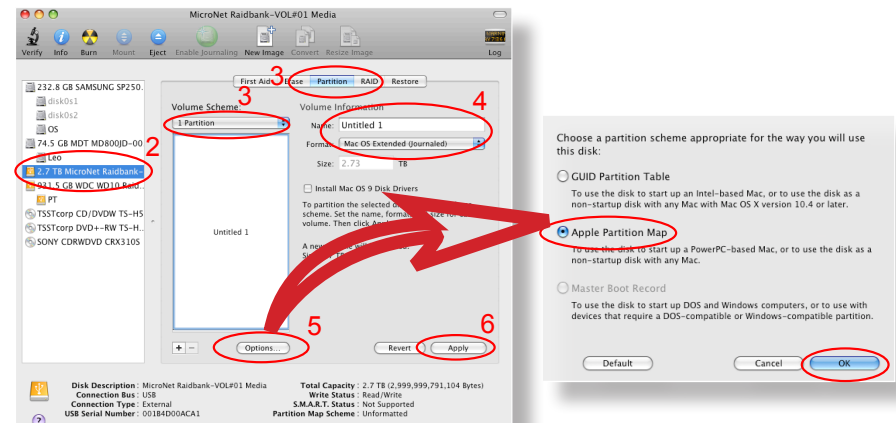 MicroNet Raidbank-VOL#01 Media
Verify Info Burn Mount Eject Enable Journaling New Image Convert Resize Image Log
232.8 GB SAMSUNG SP250.
disk0s1
disk0s2
OS
74.5 GB MDT MD800JD-00
Leo
2.7 TB MicroNet Raidbank-
931.5 GB WDC WD10 Raid..
PT
TSSTcorp CD/DVDW TS-H5
TSSTcorp DVD+-RW TS-H..
SONY CDRWDVD CRX3105
2
3
First Aid Erase Partition RAID Restore
3
Volume Scheme:
1 Partition
Untitled 1
4
Volume Information
Name: Untitled 1
Format: Mac OS Extended (Journaled)
Size: 2.73 TB
Install Mac OS 9 Disk Drivers
To partition the selected
scheme. Set the name, format
volume. Then click
A new
5
6
+ − Options... Revert Apply
Disk Description : MicroNet Raidbank-VOL#01 Media
Connection Bus : USB
Connection Type : External
USB Serial Number : 001B4D00ACA1
Total Capacity : 2.7 TB (2,999,999,791,104 Bytes)
Write Status : Read/Write
S.M.A.R.T. Status : Not Supported
Partition Map Scheme : Unformatted
?
Choose a partition scheme appropriate for the way you will use
this disk:
GUID Partition Table
To use the disk to start up an Intel-based Mac, or to use the disk as a
non-startup disk with any Mac with Mac OS X version 10.4 or later.
Apple Partition Map
To use the disk to start up a PowerPC-based Mac, or to use the disk as a
non-startup disk with any Mac.
Master Boot Record
To use the disk to start up DOS and Windows computers, or to use with
devices that require a DOS-compatible or Windows-compatible partition.
Default Cancel OK